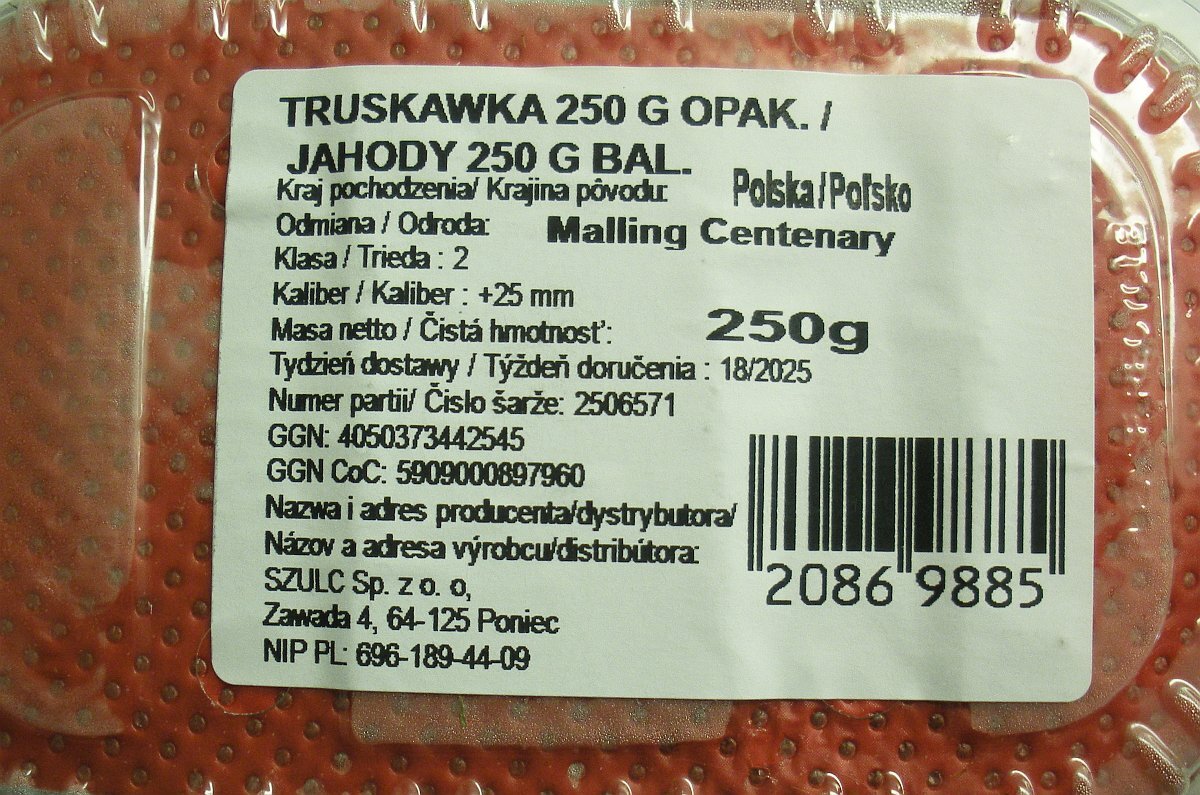 TRUSKAWKA 250 G OPAK. /
JAHODY 250 G BAL.
Kraj pochodzenia/ Krajina pôvodu: Polska/Poľsko
Odmiana / Odroda: Malling Centenary
Klasa / Trieda : 2
Kaliber / Kaliber : +25 mm
Masa netto / Čistá hmotnosť: 250g
Tydzień dostawy / Týždeň doručenia : 18/2025
Numer partii/ Čislo šarže: 2506571
GGN: 4050373442545
GGN CoC: 5909000897960
Nazwa i adres producenta/dystrybutora/
Názov a adresa výrobcu/distribútora:
SZULC Sp. z o. o,
Zawada 4, 64-125 Poniec
NIP PL: 696-189-44-09
2086 9885